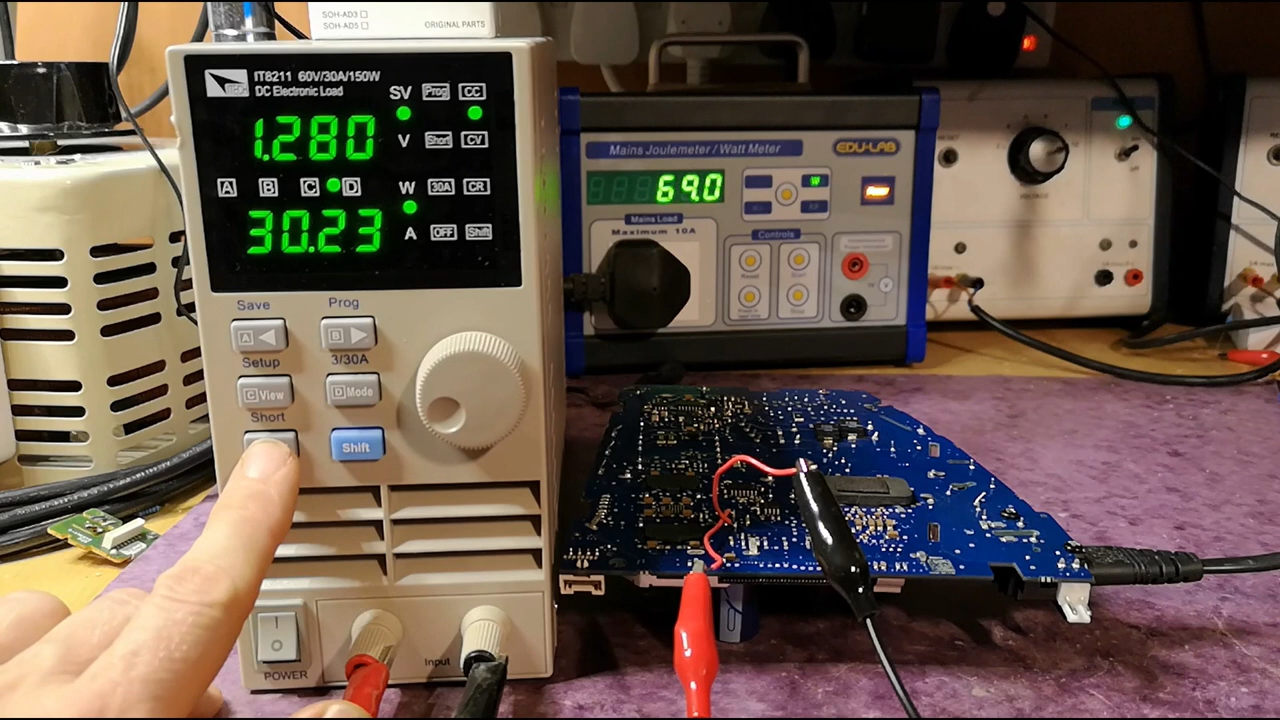 SOH-AD3
SOH-AD5
ORIGINAL PARTS
ITECH
IT8211 60V/30A/150W
DC Electronic Load
SV Prog CC
1.280
V Short CV
A B C D W 30A CR
30.23
A OFF Shift
Save Prog
A B
Setup 3/30A
C View D Mode
Short
Shift
POWER
Input
Mains Joulemeter / Watt Meter
EDU-LAB
69.0
W
Mains Load
Maximum 10A
Controls
Reset Start
Stop
V